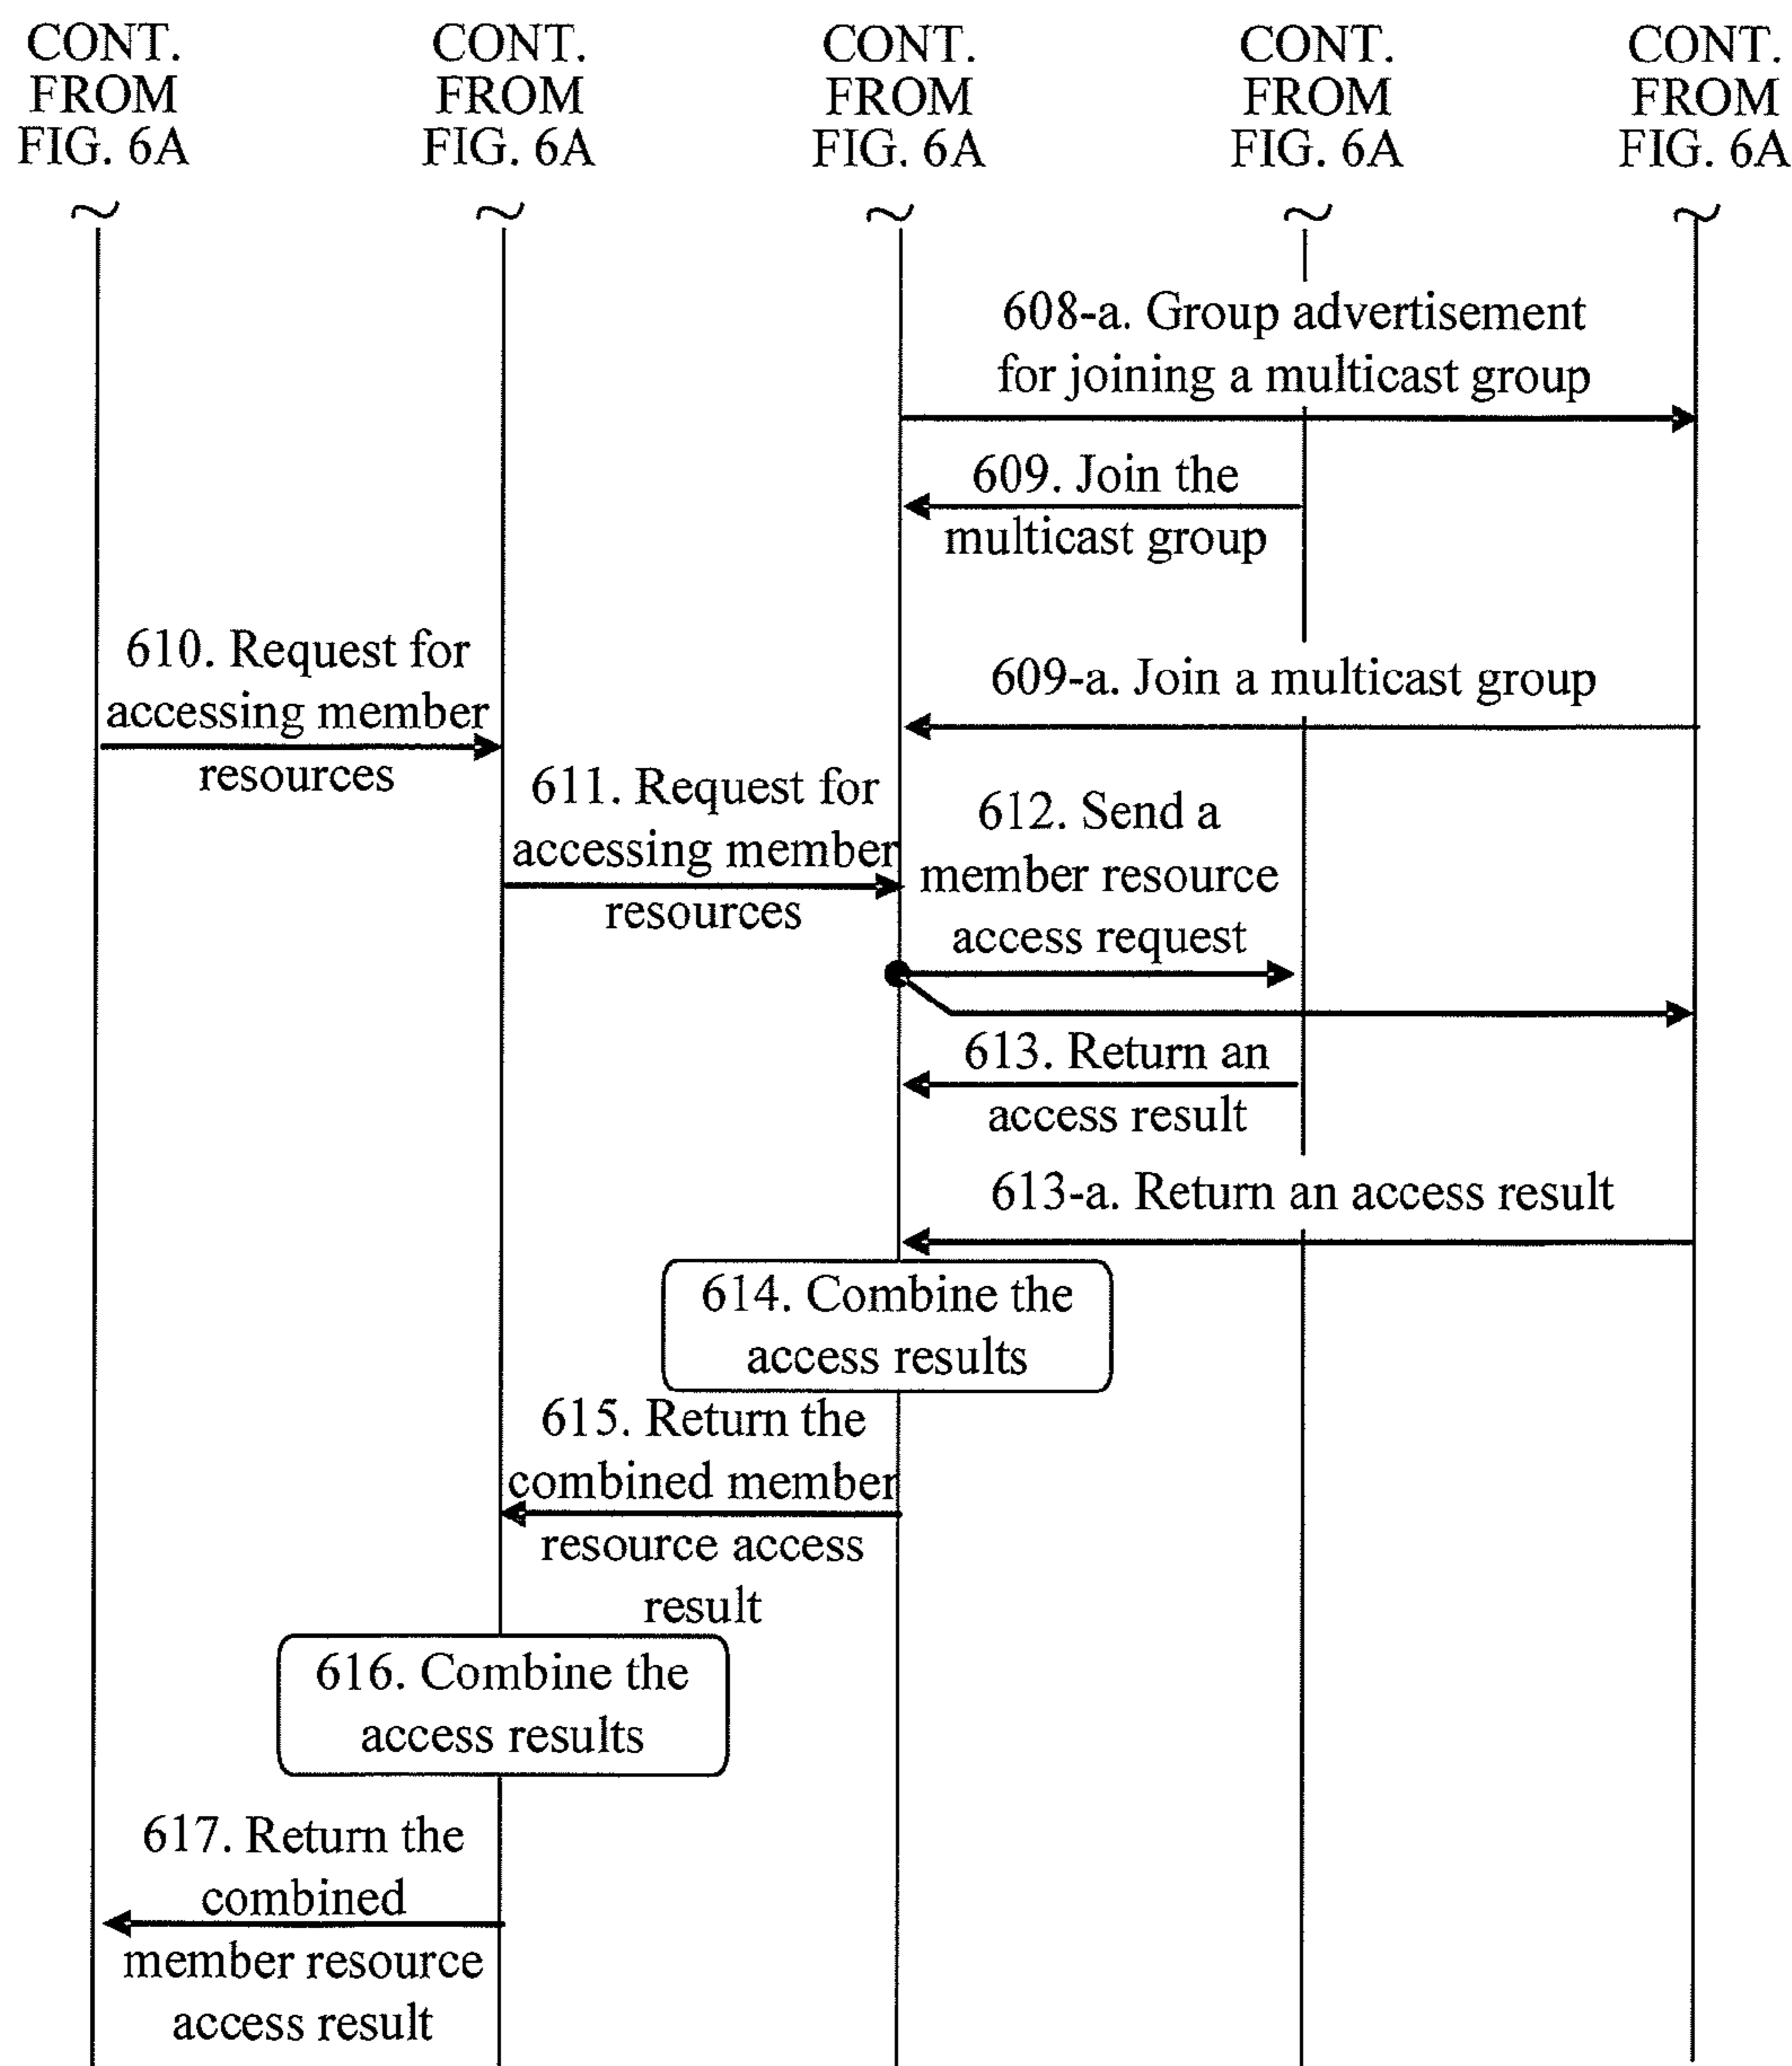 CONT.
FROM
FIG. 6A
CONT.
FROM
FIG. 6A
CONT.
FROM
FIG. 6A
CONT.
FROM
FIG. 6A
CONT.
FROM
FIG. 6A
608-a. Group advertisement
for joining a multicast group
609. Join the
multicast group
610. Request for
accessing member
resources
609-a. Join a multicast group
611. Request for
accessing member
resources
612. Send a
member resource
access request
613. Return an
access result
613-a. Return an access result
614. Combine the
access results
615. Return the
combined member
resource access
result
616. Combine the
access results
617. Return the
combined
member resource
access result